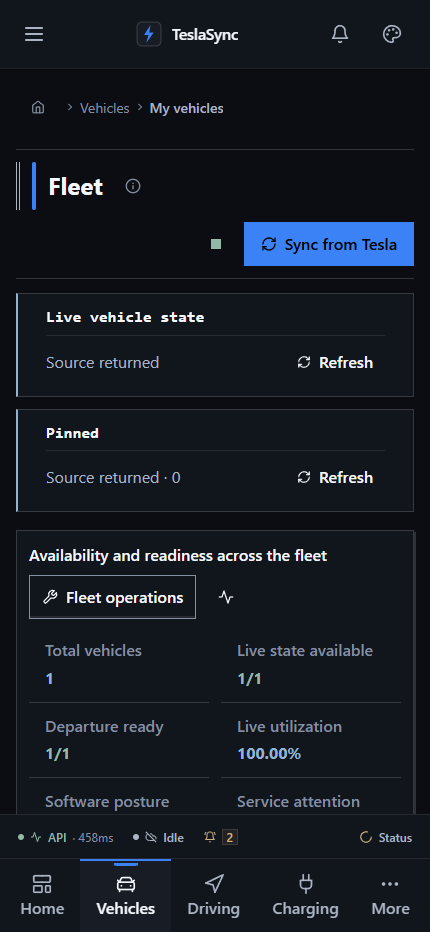 TeslaSync
Vehicles
My vehicles
Fleet
Sync from Tesla
Live vehicle state
Source returned
Refresh
Pinned
Source returned · 0
Refresh
Availability and readiness across the fleet
Fleet operations
Total vehicles
Live state available
1
1/1
Departure ready
Live utilization
1/1
100.00%
Software posture
Service attention
API · 458ms
Idle
2
Status
Home
Vehicles
Driving
Charging
More